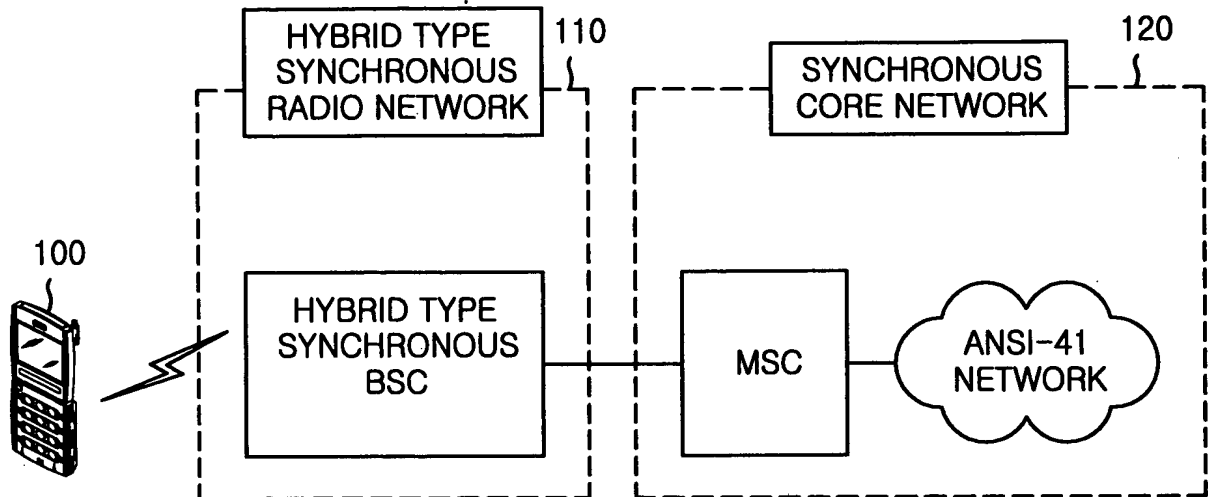 HYBRID TYPE
SYNCHRONOUS
RADIO NETWORK
110
SYNCHRONOUS
CORE NETWORK
120
100
HYBRID TYPE
SYNCHRONOUS
BSC
MSC
ANSI-41
NETWORK